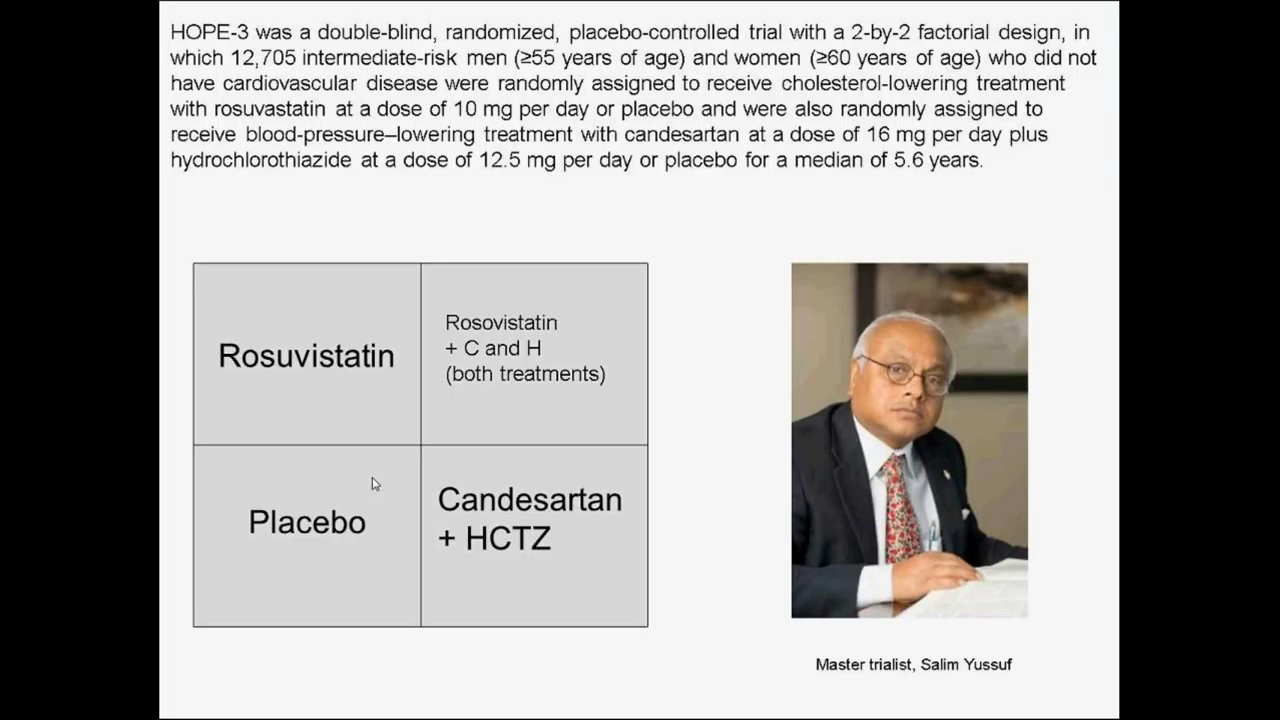 HOPE-3 was a double-blind, randomized, placebo-controlled trial with a 2-by-2 factorial design, in
which 12,705 intermediate-risk men (≥55 years of age) and women (≥60 years of age) who did not
have cardiovascular disease were randomly assigned to receive cholesterol-lowering treatment
with rosuvastatin at a dose of 10 mg per day or placebo and were also randomly assigned to
receive blood-pressure–lowering treatment with candesartan at a dose of 16 mg per day plus
hydrochlorothiazide at a dose of 12.5 mg per day or placebo for a median of 5.6 years.
Rosuvistatin
Rosovistatin
+ C and H
(both treatments)
Placebo
Candesartan
+ HCTZ
Master trialist, Salim Yussuf